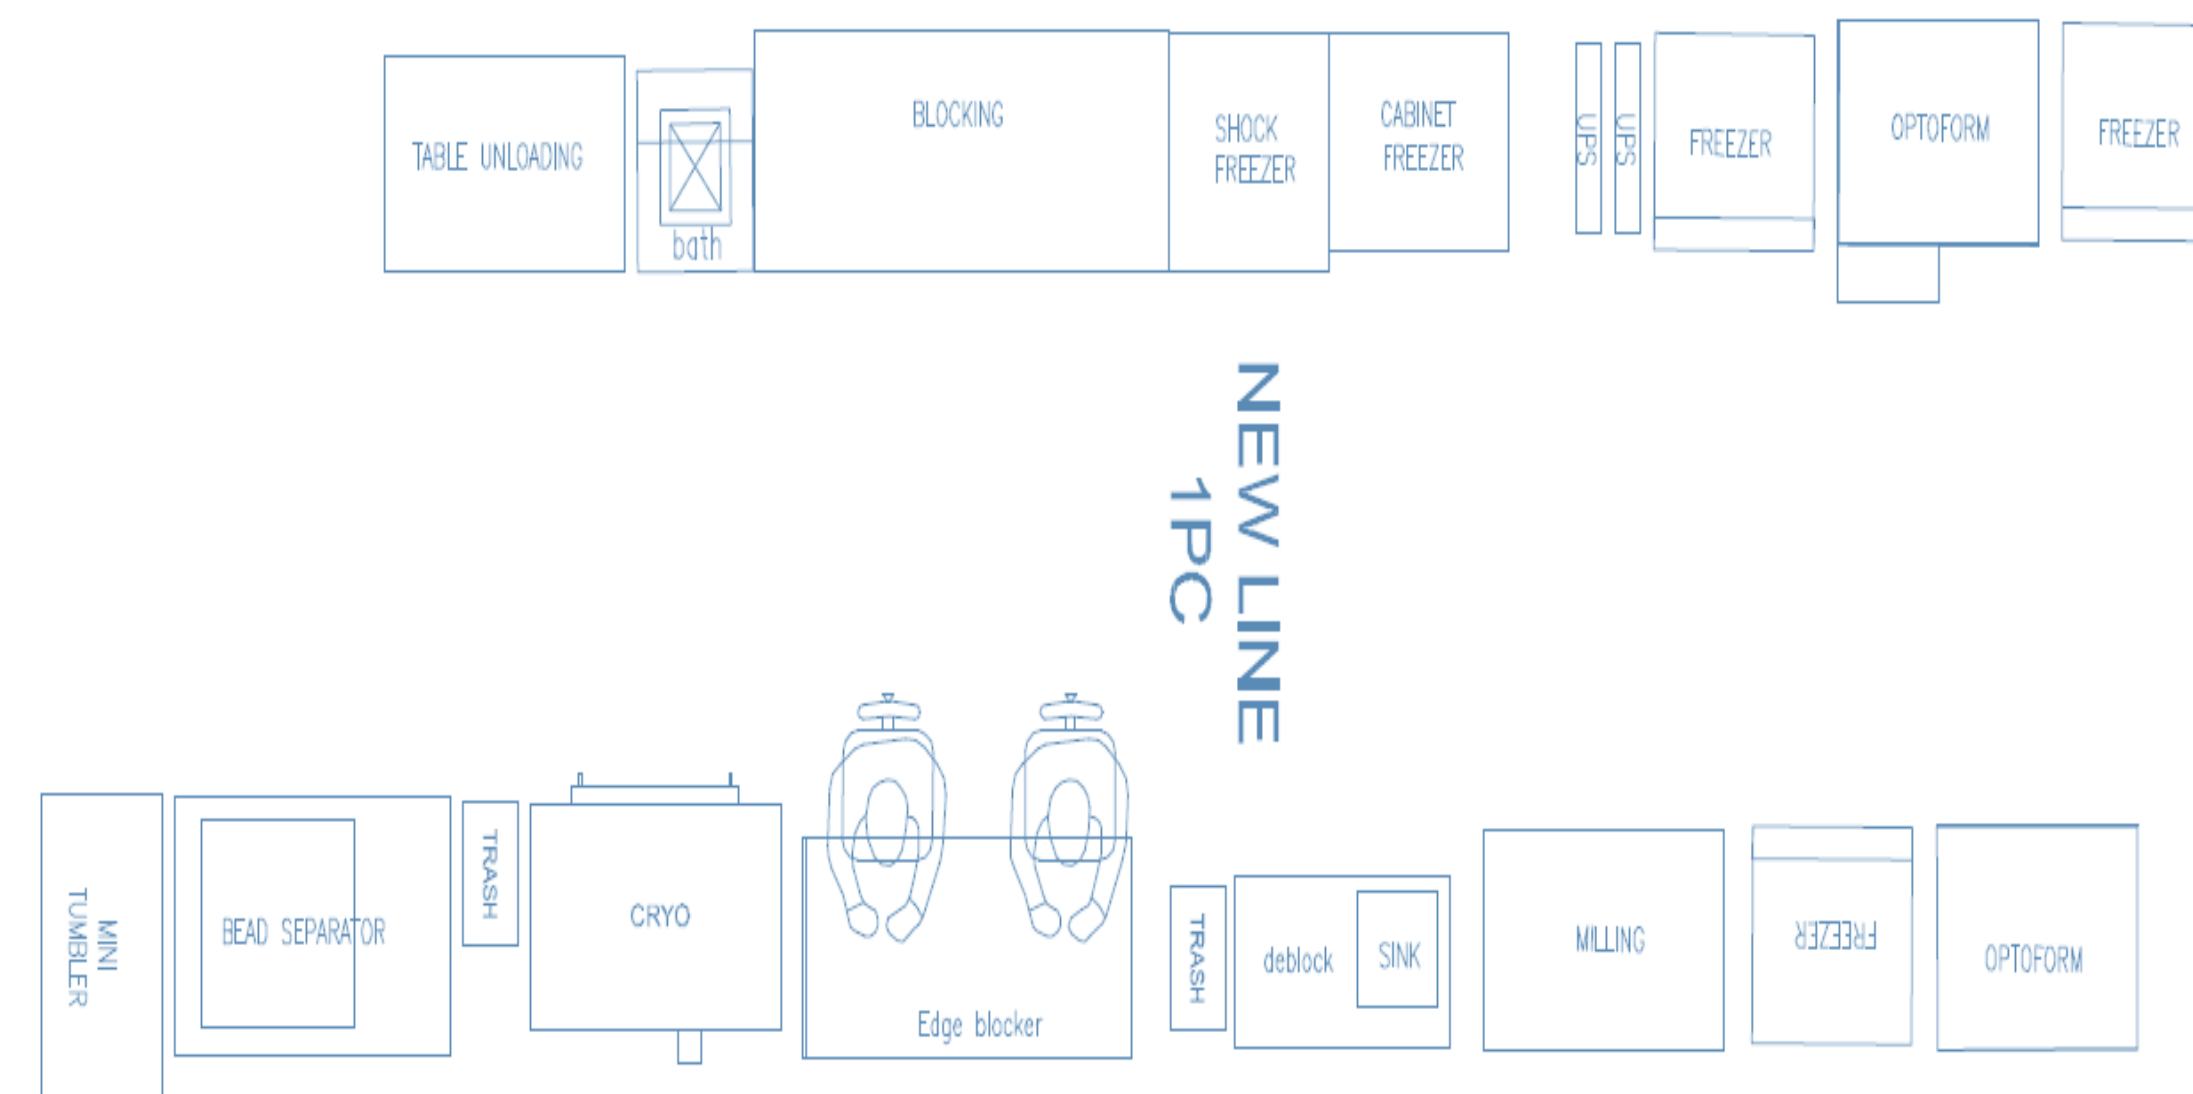 TABLE UNLOADING
bath
BLOCKING
SHOCK
FREEZER
CABINET
FREEZER
UPS
UPS
FREEZER
OPTOFORM
FREEZER
NEW LINE
1PC
MINI
TUMBLER
BEAD SEPARATOR
TRASH
CRYO
Edge blocker
TRASH
deblock
SINK
MILLING
FREEZER
OPTOFORM